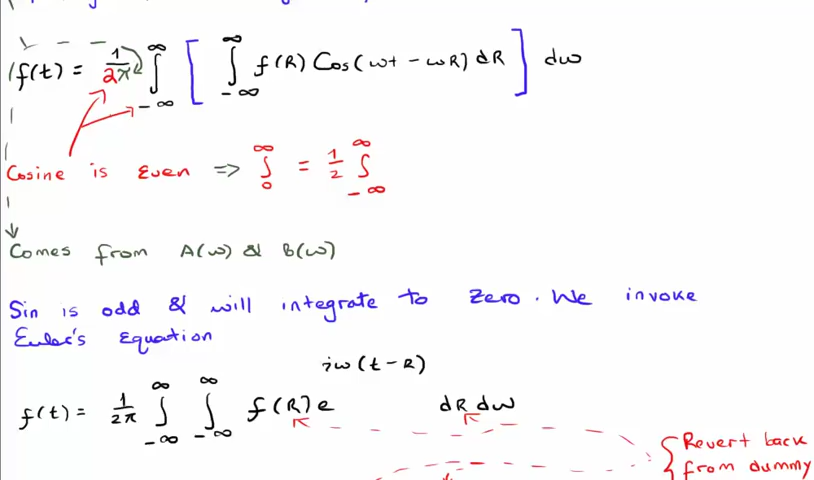 f(t) = 1/2π ∫_{-∞}^{∞} [ ∫_{-∞}^{∞} f(R) Cos(ωt - ωR) dR ] dω
Cosine is Even => ∫_0^∞ = 1/2 ∫_{-∞}^{∞}
Comes from A(ω) & B(ω)
Sin is odd & will integrate to Zero. We invoke
Euler's Equation
f(t) = 1/2π ∫_{-∞}^{∞} ∫_{-∞}^{∞} f(R) e^{iω(t-R)} dR dω
Revert back
from dummy